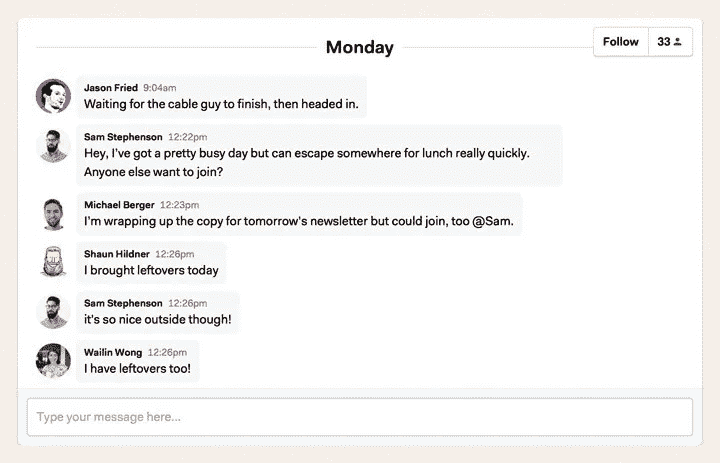 Monday
Follow 33
Jason Fried 9:04am
Waiting for the cable guy to finish, then headed in.
Sam Stephenson 12:22pm
Hey, I've got a pretty busy day but can escape somewhere for lunch really quickly.
Anyone else want to join?
Michael Berger 12:23pm
I'm wrapping up the copy for tomorrow's newsletter but could join, too @Sam.
Shaun Hildner 12:26pm
I brought leftovers today
Sam Stephenson 12:26pm
it's so nice outside though!
Wailin Wong 12:26pm
I have leftovers too!
Type your message here...